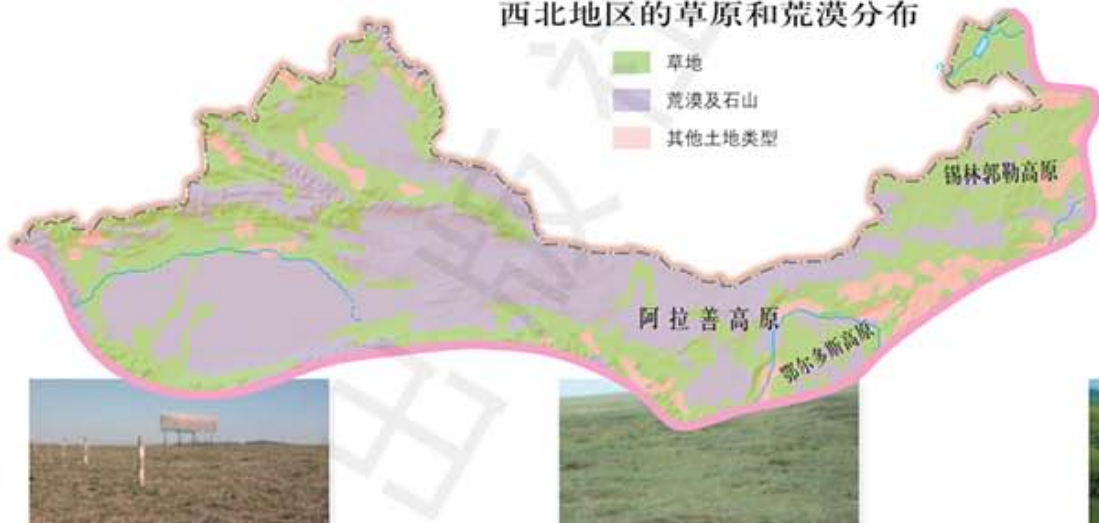 西北地区的草原和荒漠分布
草地
荒漠及石山
其他土地类型
锡林郭勒高原
阿拉善高原
鄂尔多斯高原